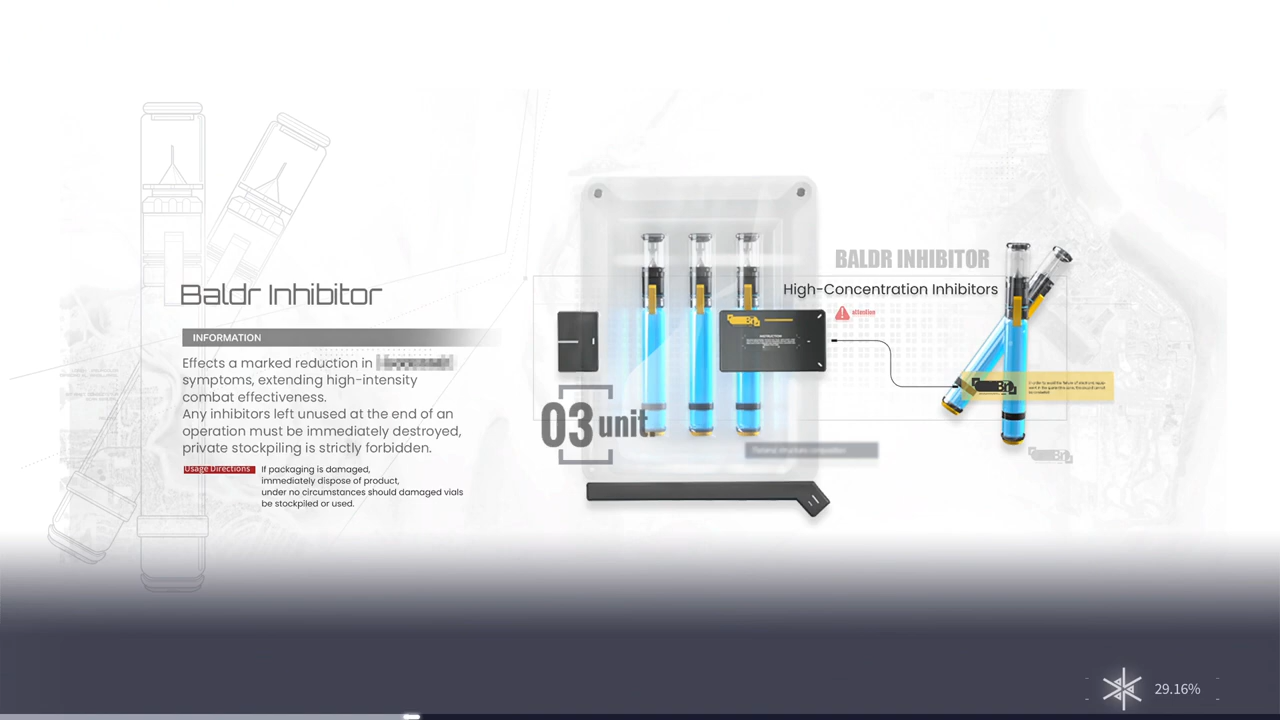 Baldr Inhibitor
INFORMATION
Effects a marked reduction in
symptoms, extending high-intensity
combat effectiveness.
Any inhibitors left unused at the end of an
operation must be immediately destroyed,
private stockpiling is strictly forbidden.
Usage Directions
If packaging is damaged,
immediately dispose of product,
under no circumstances should damaged vials
be stockpiled or used.
03 unit.
BALDR INHIBITOR
High-Concentration Inhibitors
attention
INSTRUCTION
29.16%